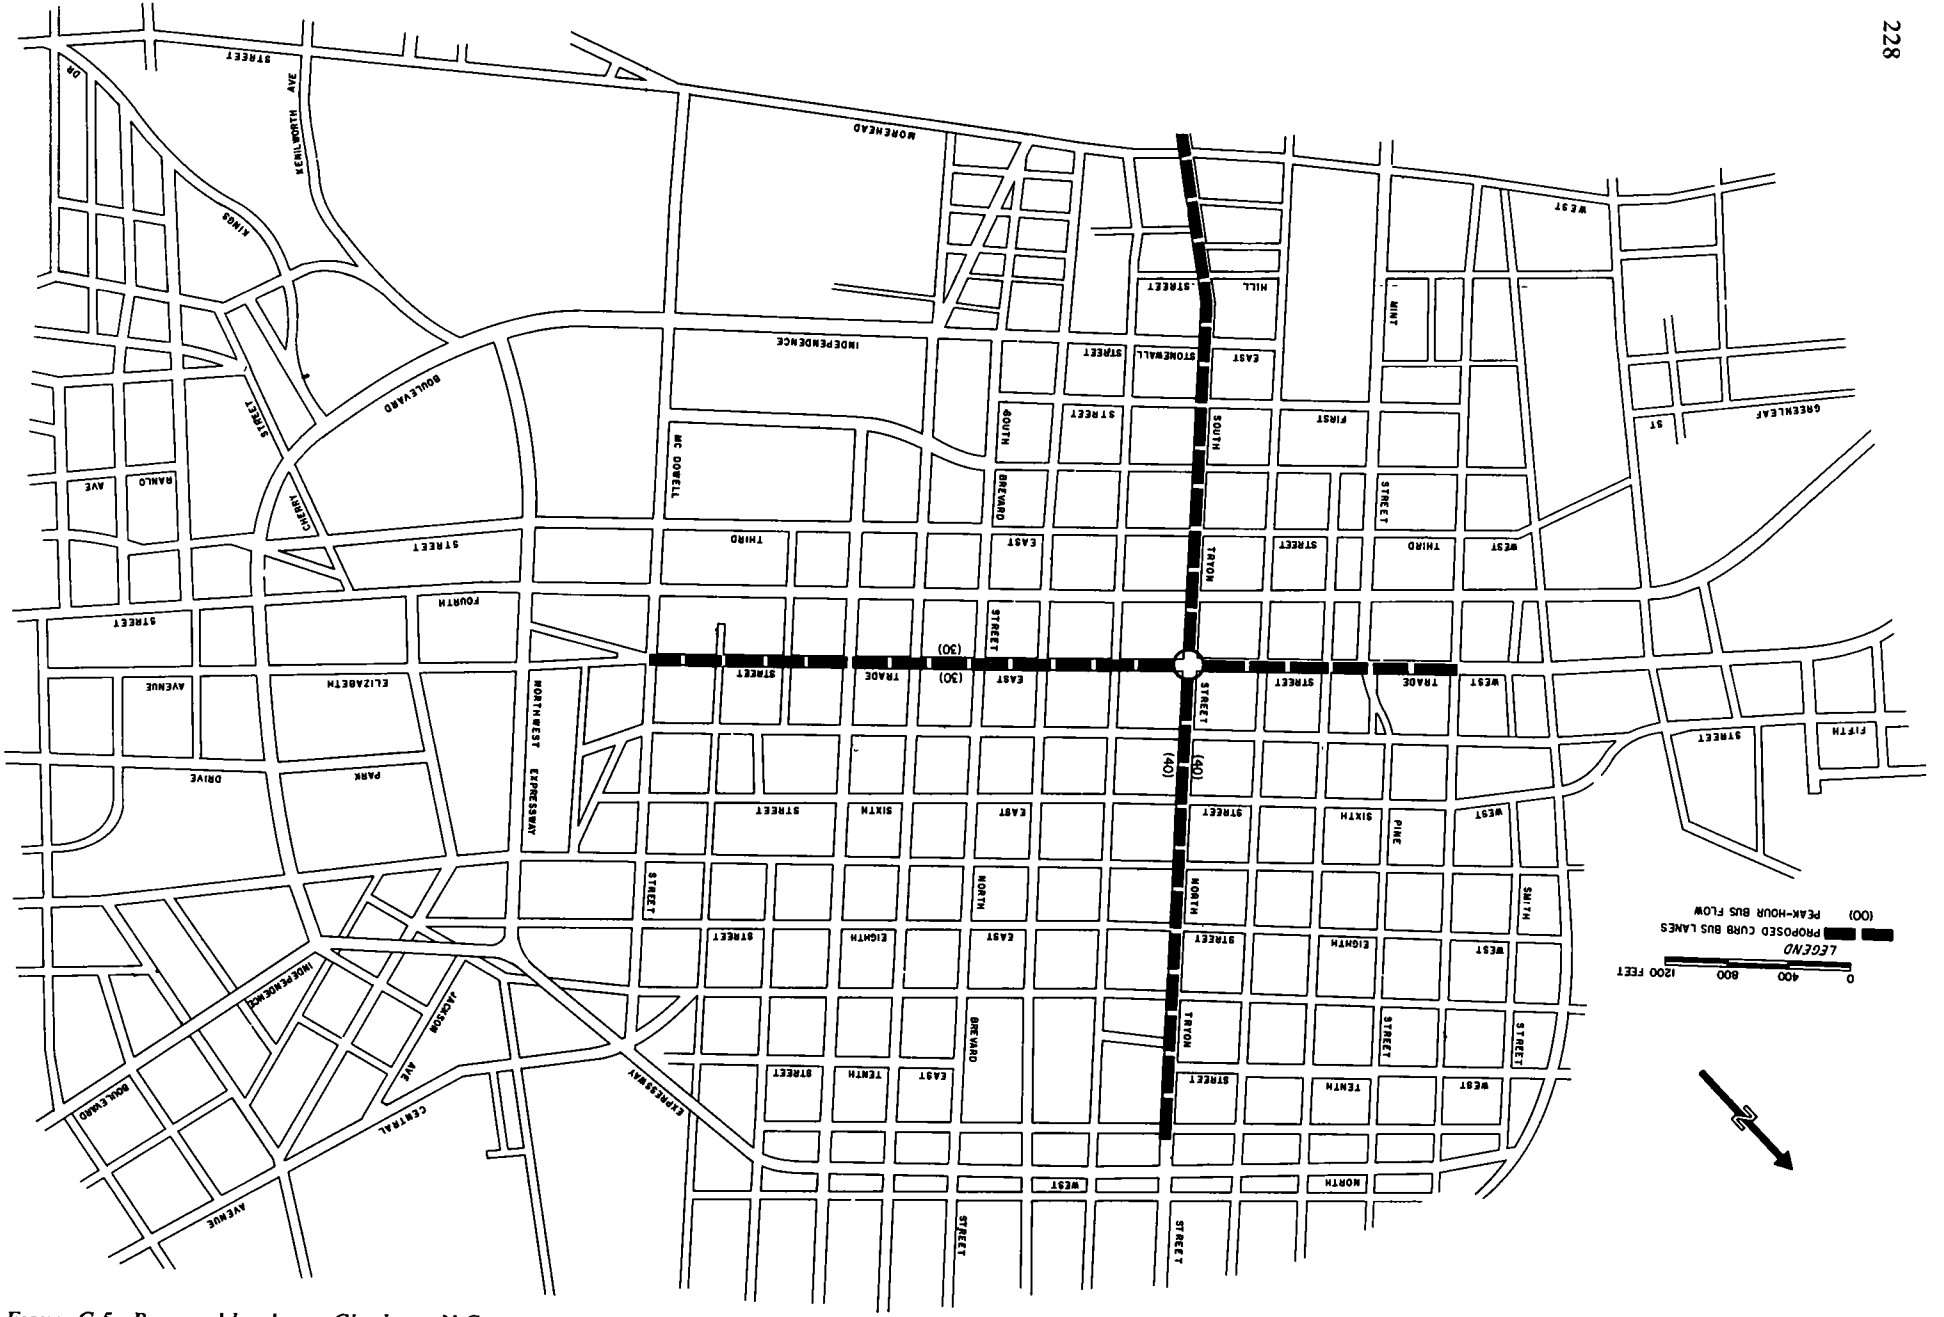 228
STREET
DR
KENILWORTH AVE
MOREHEAD
WEST
KINGS
STREET
HILL
MINT
INDEPENDENCE
STREET
STONEWALL
EAST
BOULEVARD
STREET
SOUTH
STREET
SOUTH
FIRST
GREENLEAF
ST
MC DOWELL
RANLO
AVE
CHERRY
BREVARD
STREET
STREET
THIRD
EAST
TRYON
STREET
THIRD
WEST
FOURTH
STREET
STREET
(30)
(30)
AVENUE
ELIZABETH
STREET
TRADE
EAST
STREET
STREET
TRADE
WEST
NORTHWEST EXPRESSWAY
(40)
(40)
STREET
FIFTH
DRIVE
PARK
STREET
SIXTH
EAST
STREET
SIXTH
PINE
WEST
STREET
NORTH
NORTH
SMITH
STREET
EIGHTH
EAST
STREET
EIGHTH
WEST
(00) PEAK-HOUR BUS FLOW
PROPOSED CURB BUS LANES
LEGEND
0 400 800 1200 FEET
INDEPENDENCE
JACKSON
AVE
BREVARD
TRYON
STREET
STREET
BOULEVARD
CENTRAL
EXPRESSWAY
STREET
TENTH
EAST
STREET
TENTH
WEST
N
AVENUE
WEST
NORTH
STREET
STREET